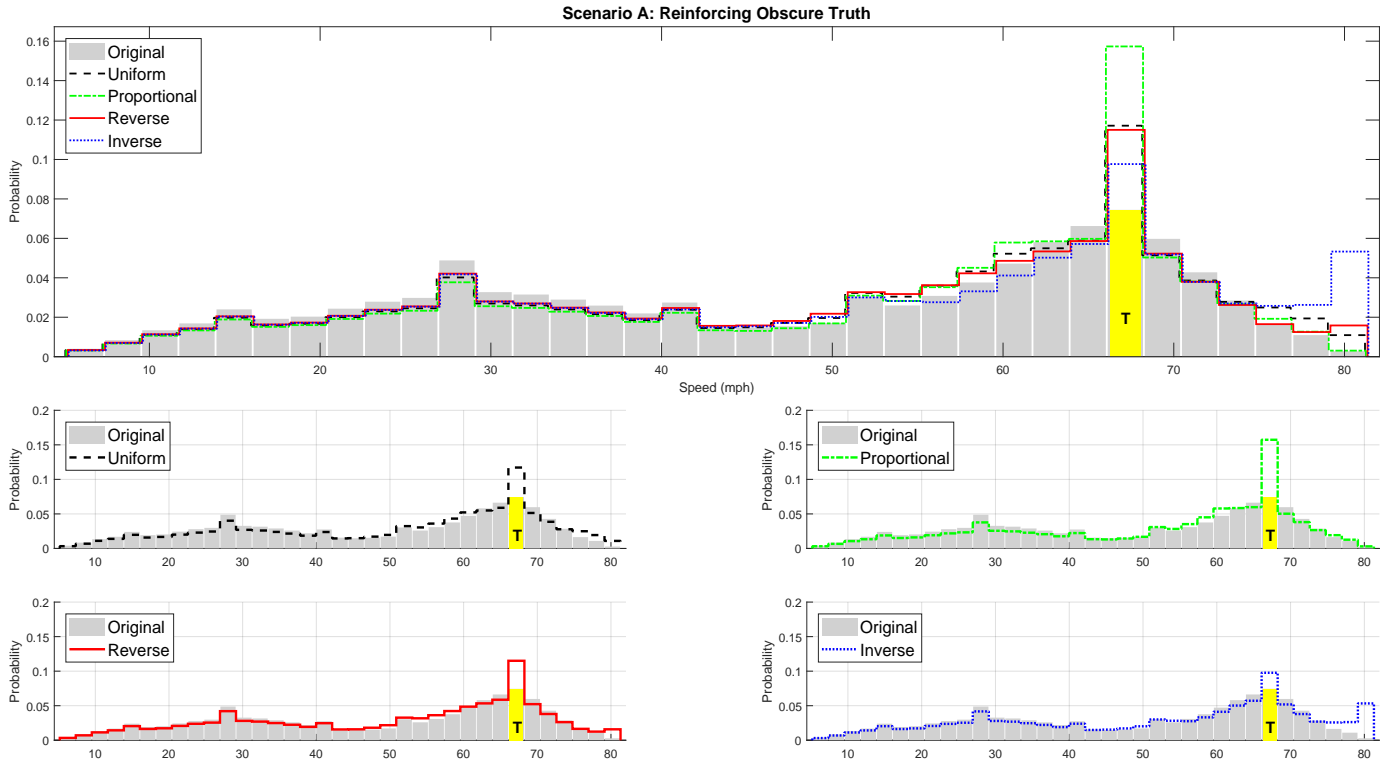 Scenario A: Reinforcing Obscure Truth
0.16
0.14
0.12
0.1
0.08
0.06
0.04
0.02
0
Probability
Original
Uniform
Proportional
Reverse
Inverse
T
10 20 30 40 50 60 70 80
Speed (mph)
0.2
0.15
0.1
0.05
0
Probability
Original
Uniform
T
10 20 30 40 50 60 70 80
0.2
0.15
0.1
0.05
0
Probability
Original
Proportional
T
10 20 30 40 50 60 70 80
0.2
0.15
0.1
0.05
0
Probability
Original
Reverse
T
10 20 30 40 50 60 70 80
0.2
0.15
0.1
0.05
0
Probability
Original
Inverse
T
10 20 30 40 50 60 70 80